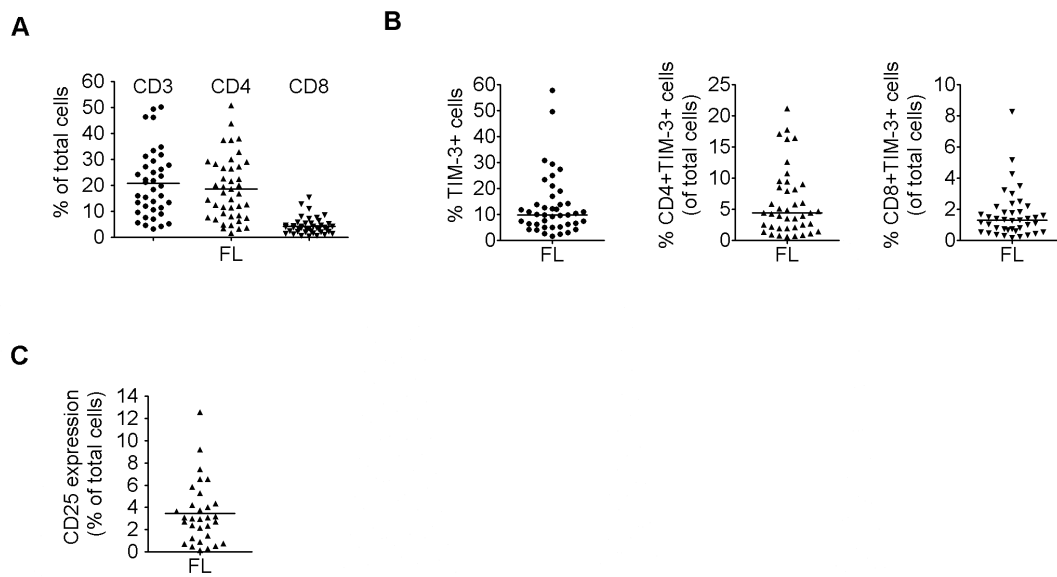 A
B
% of total cells
60
50
40
30
20
10
0
CD3 CD4 CD8
FL
% TIM-3+ cells
60
50
40
30
20
10
0
FL
% CD4+TIM-3+ cells
(of total cells)
25
20
15
10
5
0
FL
% CD8+TIM-3+ cells
(of total cells)
10
8
6
4
2
0
FL
C
CD25 expression
(% of total cells)
14
12
10
8
6
4
2
0
FL